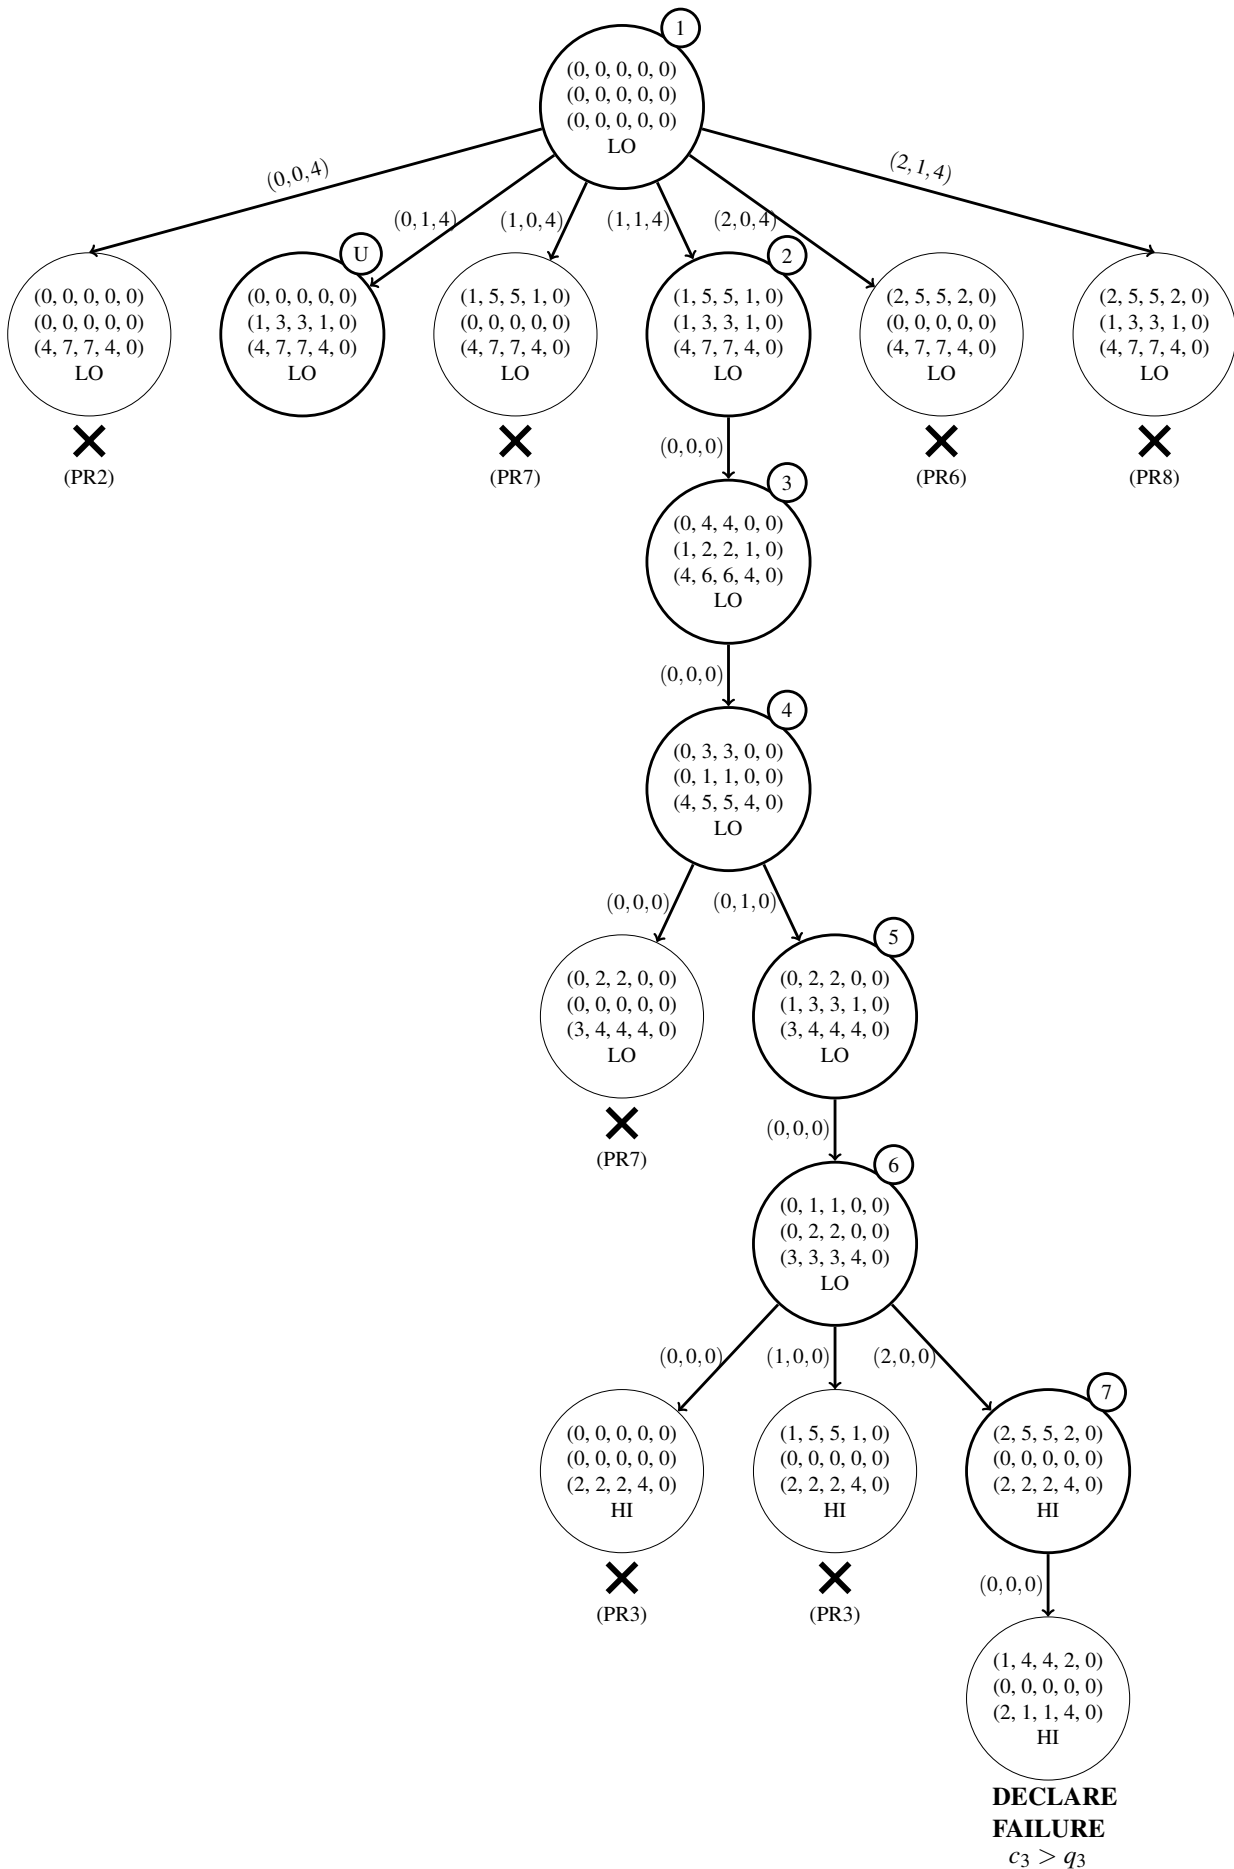 1
(0, 0, 0, 0, 0)
(0, 0, 0, 0, 0)
(0, 0, 0, 0, 0)
LO
(0,0,4)
(0,1,4)
(1,0,4)
(1,1,4)
(2,0,4)
(2,1,4)
(0, 0, 0, 0, 0)
(0, 0, 0, 0, 0)
(4, 7, 7, 4, 0)
LO
(PR2)
U
(0, 0, 0, 0, 0)
(1, 3, 3, 1, 0)
(4, 7, 7, 4, 0)
LO
(1, 5, 5, 1, 0)
(0, 0, 0, 0, 0)
(4, 7, 7, 4, 0)
LO
(PR7)
2
(1, 5, 5, 1, 0)
(1, 3, 3, 1, 0)
(4, 7, 7, 4, 0)
LO
(2, 5, 5, 2, 0)
(0, 0, 0, 0, 0)
(4, 7, 7, 4, 0)
LO
(PR6)
(2, 5, 5, 2, 0)
(1, 3, 3, 1, 0)
(4, 7, 7, 4, 0)
LO
(PR8)
(0,0,0)
3
(0, 4, 4, 0, 0)
(1, 2, 2, 1, 0)
(4, 6, 6, 4, 0)
LO
(0,0,0)
4
(0, 3, 3, 0, 0)
(0, 1, 1, 0, 0)
(4, 5, 5, 4, 0)
LO
(0,0,0)
(0,1,0)
(0, 2, 2, 0, 0)
(0, 0, 0, 0, 0)
(3, 4, 4, 4, 0)
LO
(PR7)
5
(0, 2, 2, 0, 0)
(1, 3, 3, 1, 0)
(3, 4, 4, 4, 0)
LO
(0,0,0)
6
(0, 1, 1, 0, 0)
(0, 2, 2, 0, 0)
(3, 3, 3, 4, 0)
LO
(0,0,0)
(1,0,0)
(2,0,0)
(0, 0, 0, 0, 0)
(0, 0, 0, 0, 0)
(2, 2, 2, 4, 0)
HI
(PR3)
(1, 5, 5, 1, 0)
(0, 0, 0, 0, 0)
(2, 2, 2, 4, 0)
HI
(PR3)
7
(2, 5, 5, 2, 0)
(0, 0, 0, 0, 0)
(2, 2, 2, 4, 0)
HI
(0,0,0)
(1, 4, 4, 2, 0)
(0, 0, 0, 0, 0)
(2, 1, 1, 4, 0)
HI
DECLARE
FAILURE
c₃ > q₃